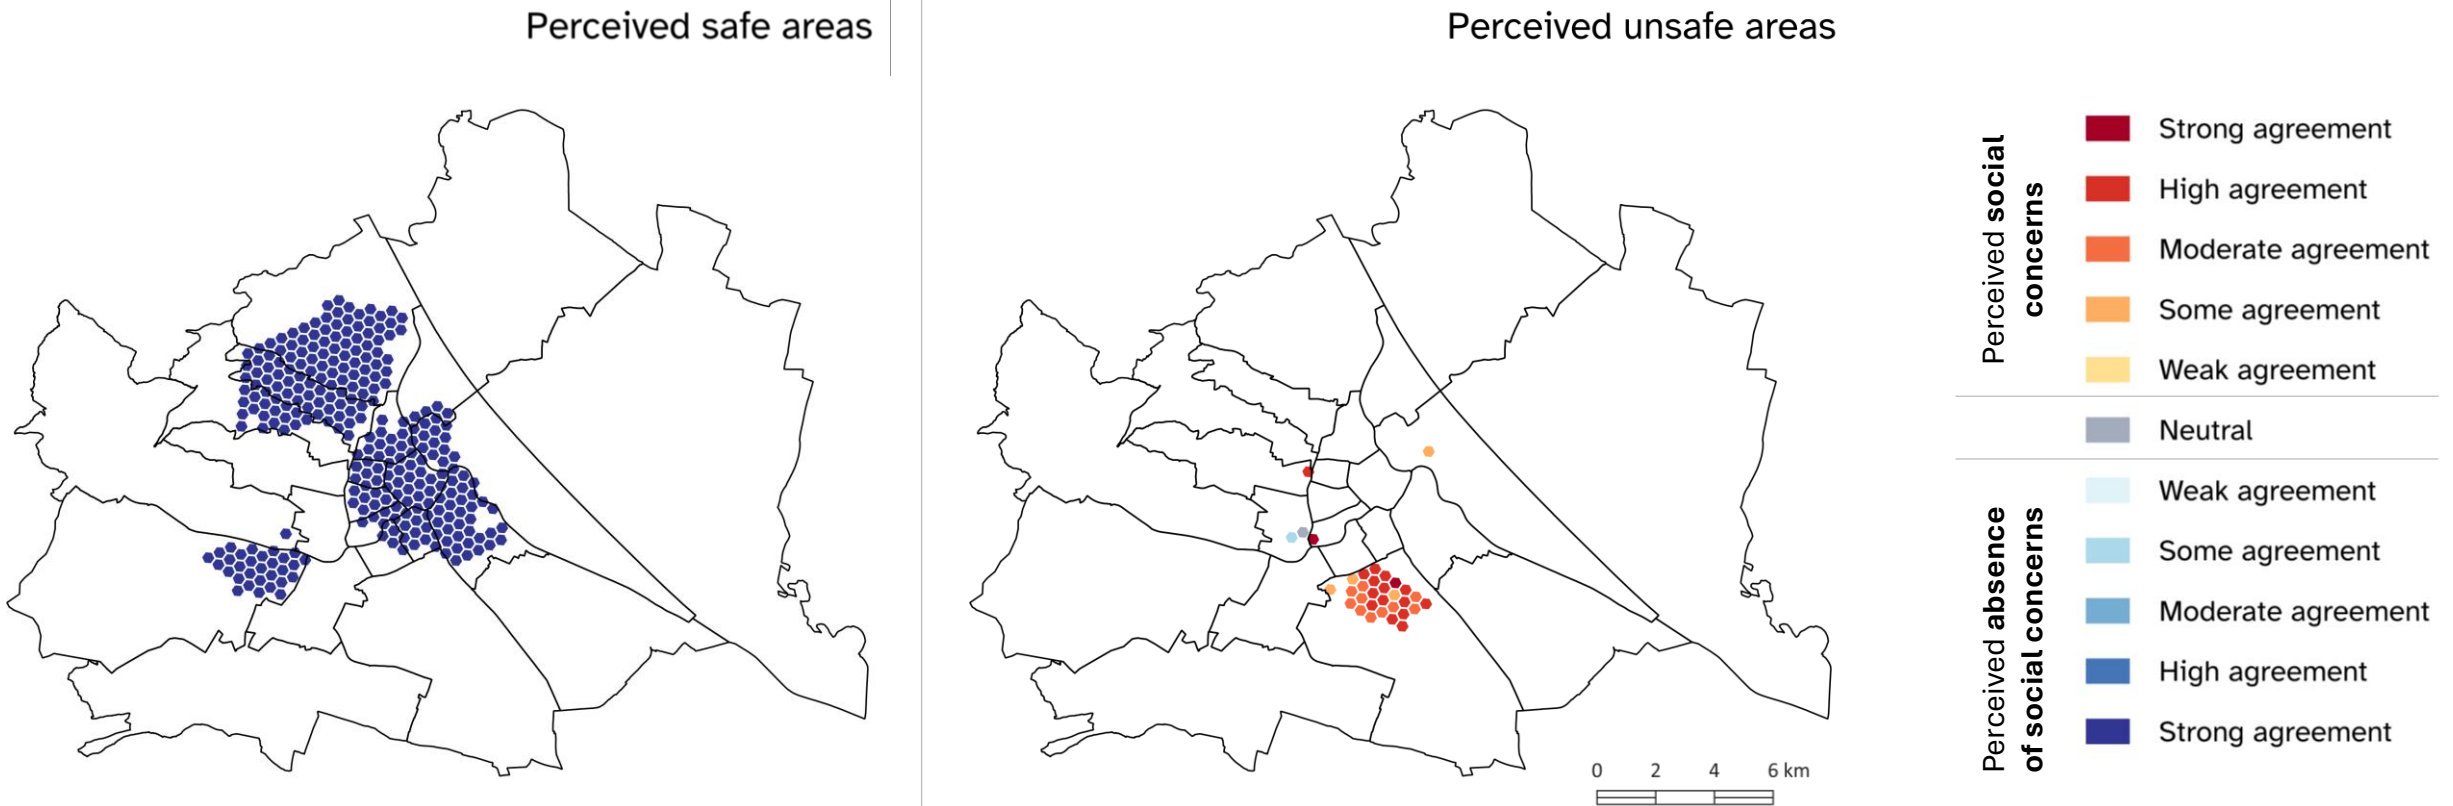 Perceived safe areas
Perceived unsafe areas
Perceived social
concerns
Strong agreement
High agreement
Moderate agreement
Some agreement
Weak agreement
Neutral
Perceived absence
of social concerns
Weak agreement
Some agreement
Moderate agreement
High agreement
Strong agreement
0 2 4 6 km